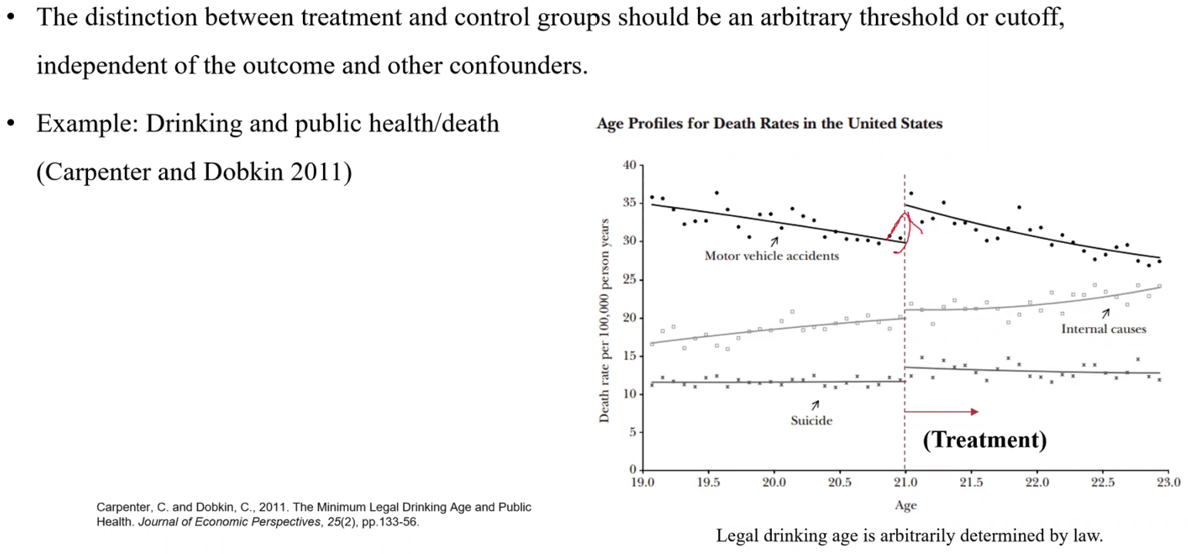 • The distinction between treatment and control groups should be an arbitrary threshold or cutoff,
independent of the outcome and other confounders.
• Example: Drinking and public health/death
(Carpenter and Dobkin 2011)
Age Profiles for Death Rates in the United States
Death rate per 100,000 person years
40
35
30
25
20
15
10
5
0
Motor vehicle accidents
Internal causes
Suicide
(Treatment)
19.0 19.5 20.0 20.5 21.0 21.5 22.0 22.5 23.0
Age
Carpenter, C. and Dobkin, C., 2011. The Minimum Legal Drinking Age and Public
Health. Journal of Economic Perspectives, 25(2), pp.133-56.
Legal drinking age is arbitrarily determined by law.